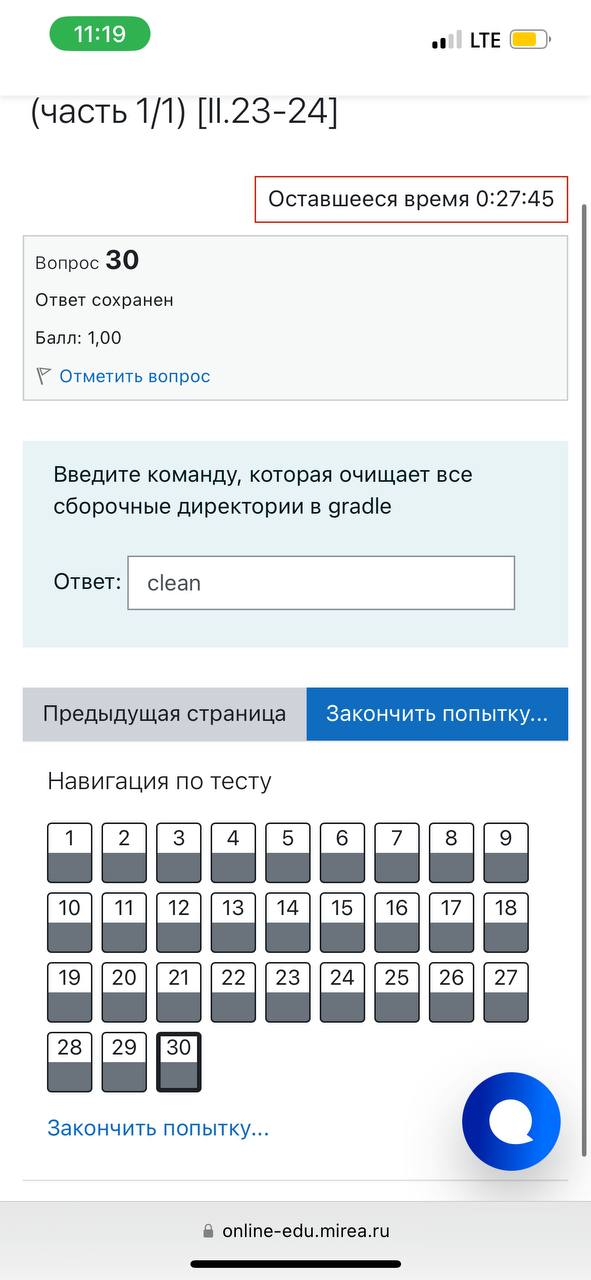 11:19
LTE
(часть 1/1) [II.23-24]
Оставшееся время 0:27:45
Вопрос 30
Ответ сохранен
Балл: 1,00
Отметить вопрос
Введите команду, которая очищает все
сборочные директории в gradle
Ответ: clean
Предыдущая страница
Закончить попытку...
Навигация по тесту
1 2 3 4 5 6 7 8 9
10 11 12 13 14 15 16 17 18
19 20 21 22 23 24 25 26 27
28 29 30
Закончить попытку...
online-edu.mirea.ru